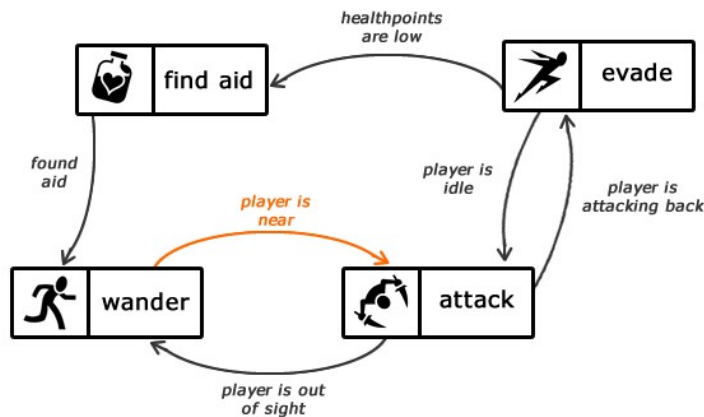 healthpoints
are low
find aid
evade
found
aid
player is
idle
player is
attacking back
player is
near
wander
attack
player is out
of sight